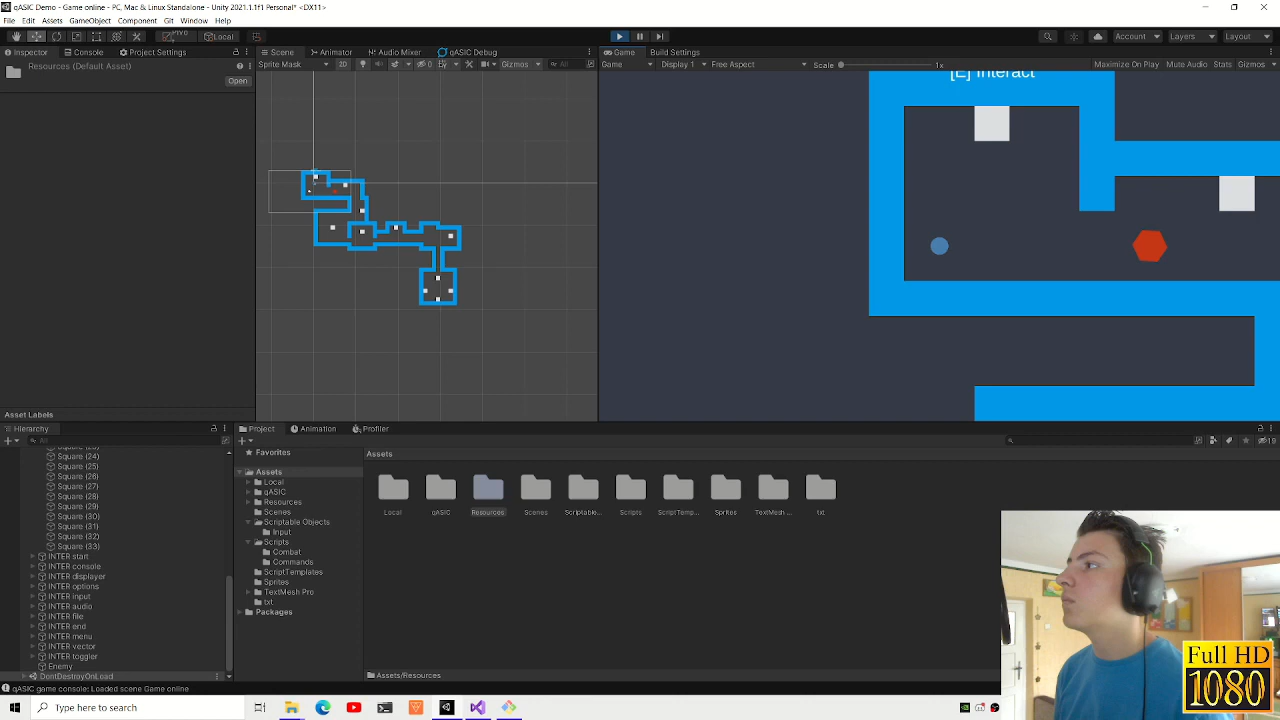 qASIC Demo - Game online - PC, Mac & Linux Standalone - Unity 2021.1.1f1 Personal* <DX11>
File Edit Assets GameObject Component Git Window Help
Pivot Local Account Layers Layout
Inspector Console Project Settings
Scene Animator Audio Mixer qASIC Debug
Game Build Settings
Resources (Default Asset)
Open
Sprite Mask 2D 0 Gizmos All
Game Display 1 Free Aspect Scale 1x Maximize On Play Mute Audio Stats Gizmos
[E] Interact
Asset Labels
Hierarchy
All
Square (23)
Square (24)
Square (25)
Square (26)
Square (27)
Square (28)
Square (29)
Square (30)
Square (31)
Square (32)
Square (33)
INTER start
INTER console
INTER displayer
INTER options
INTER input
INTER audio
INTER file
INTER end
INTER menu
INTER vector
INTER toggler
Enemy
DontDestroyOnLoad
Project Animation Profiler
Favorites
Assets
Local
qASIC
Resources
Scenes
Scriptable Objects
Input
Scripts
Combat
Commands
ScriptTemplates
Sprites
TextMesh Pro
txt
Packages
Assets
Local qASIC Resources Scenes Scriptable... Scripts ScriptTemp... Sprites TextMesh ... txt
Assets/Resources
qASIC game console: Loaded scene Game online
Type here to search
Full HD
1080